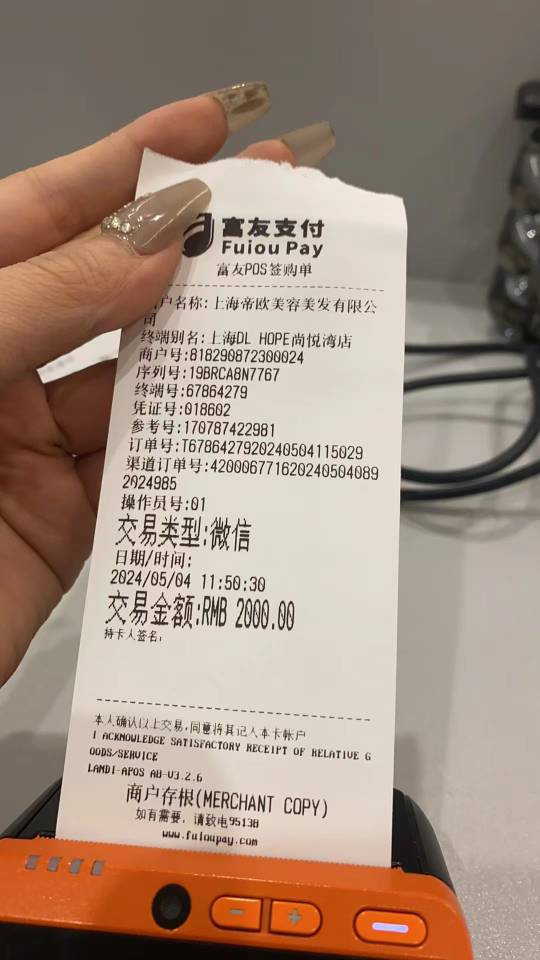 富友支付
Fuiou Pay
富友POS签购单
户名称:上海帝欧美容美发有限公
司
终端别名:上海DL HOPE尚悦湾店
商户号:818290872300024
序列号:19BRCA8N7767
终端号:67864279
凭证号:018602
参考号:170787422981
订单号:T6786427920240504115029
渠道订单号:420006771620240504089
2024985
操作员号:01
交易类型:微信
日期/时间:
2024/05/04 11:50:30
交易金额:RMB 2000.00
持卡人签名:
本人确认以上交易,同意将其记入本卡帐户
I ACKNOWLEDGE SATISFACTORY RECEIPT OF RELATIVE G
OODS/SERVICE
LANDI-APOS A8-V3.2.6
商户存根(MERCHANT COPY)
如有需要，请致电95138
www.fuioupay.com